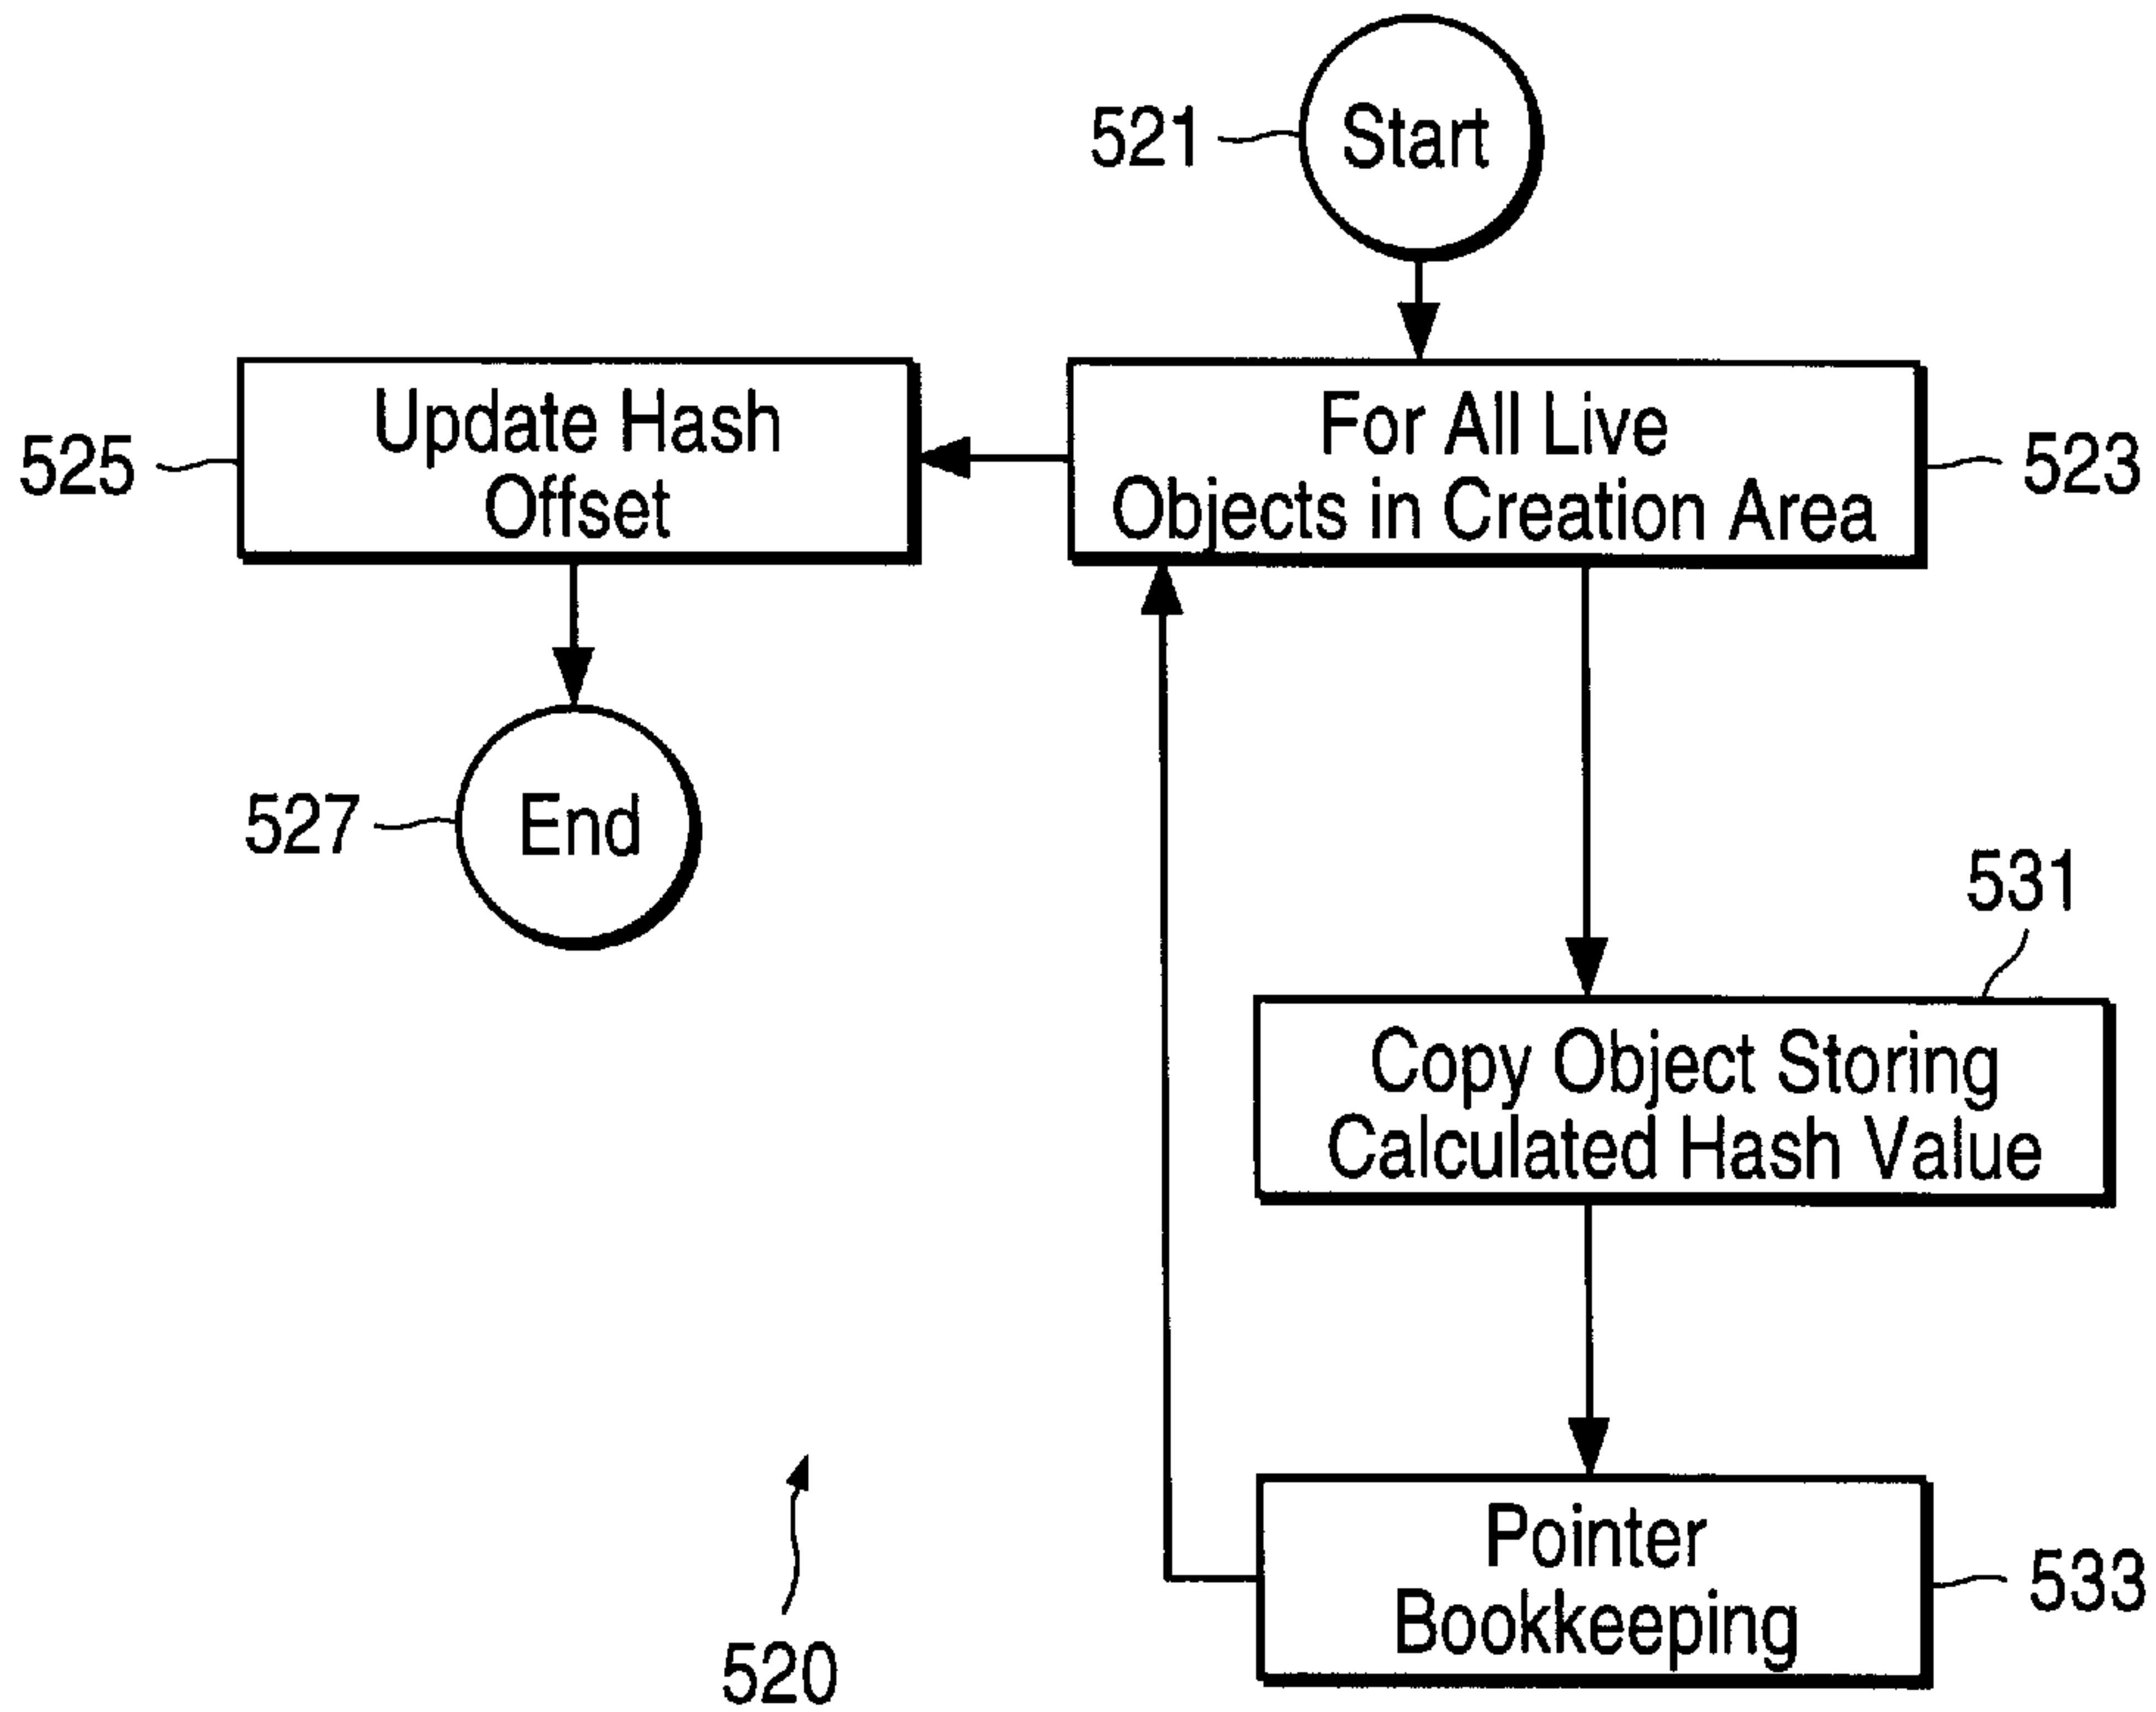 521
Start
Update Hash
Offset
525
For All Live
Objects in Creation Area
523
527
End
531
Copy Object Storing
Calculated Hash Value
Pointer
Bookkeeping
533
520